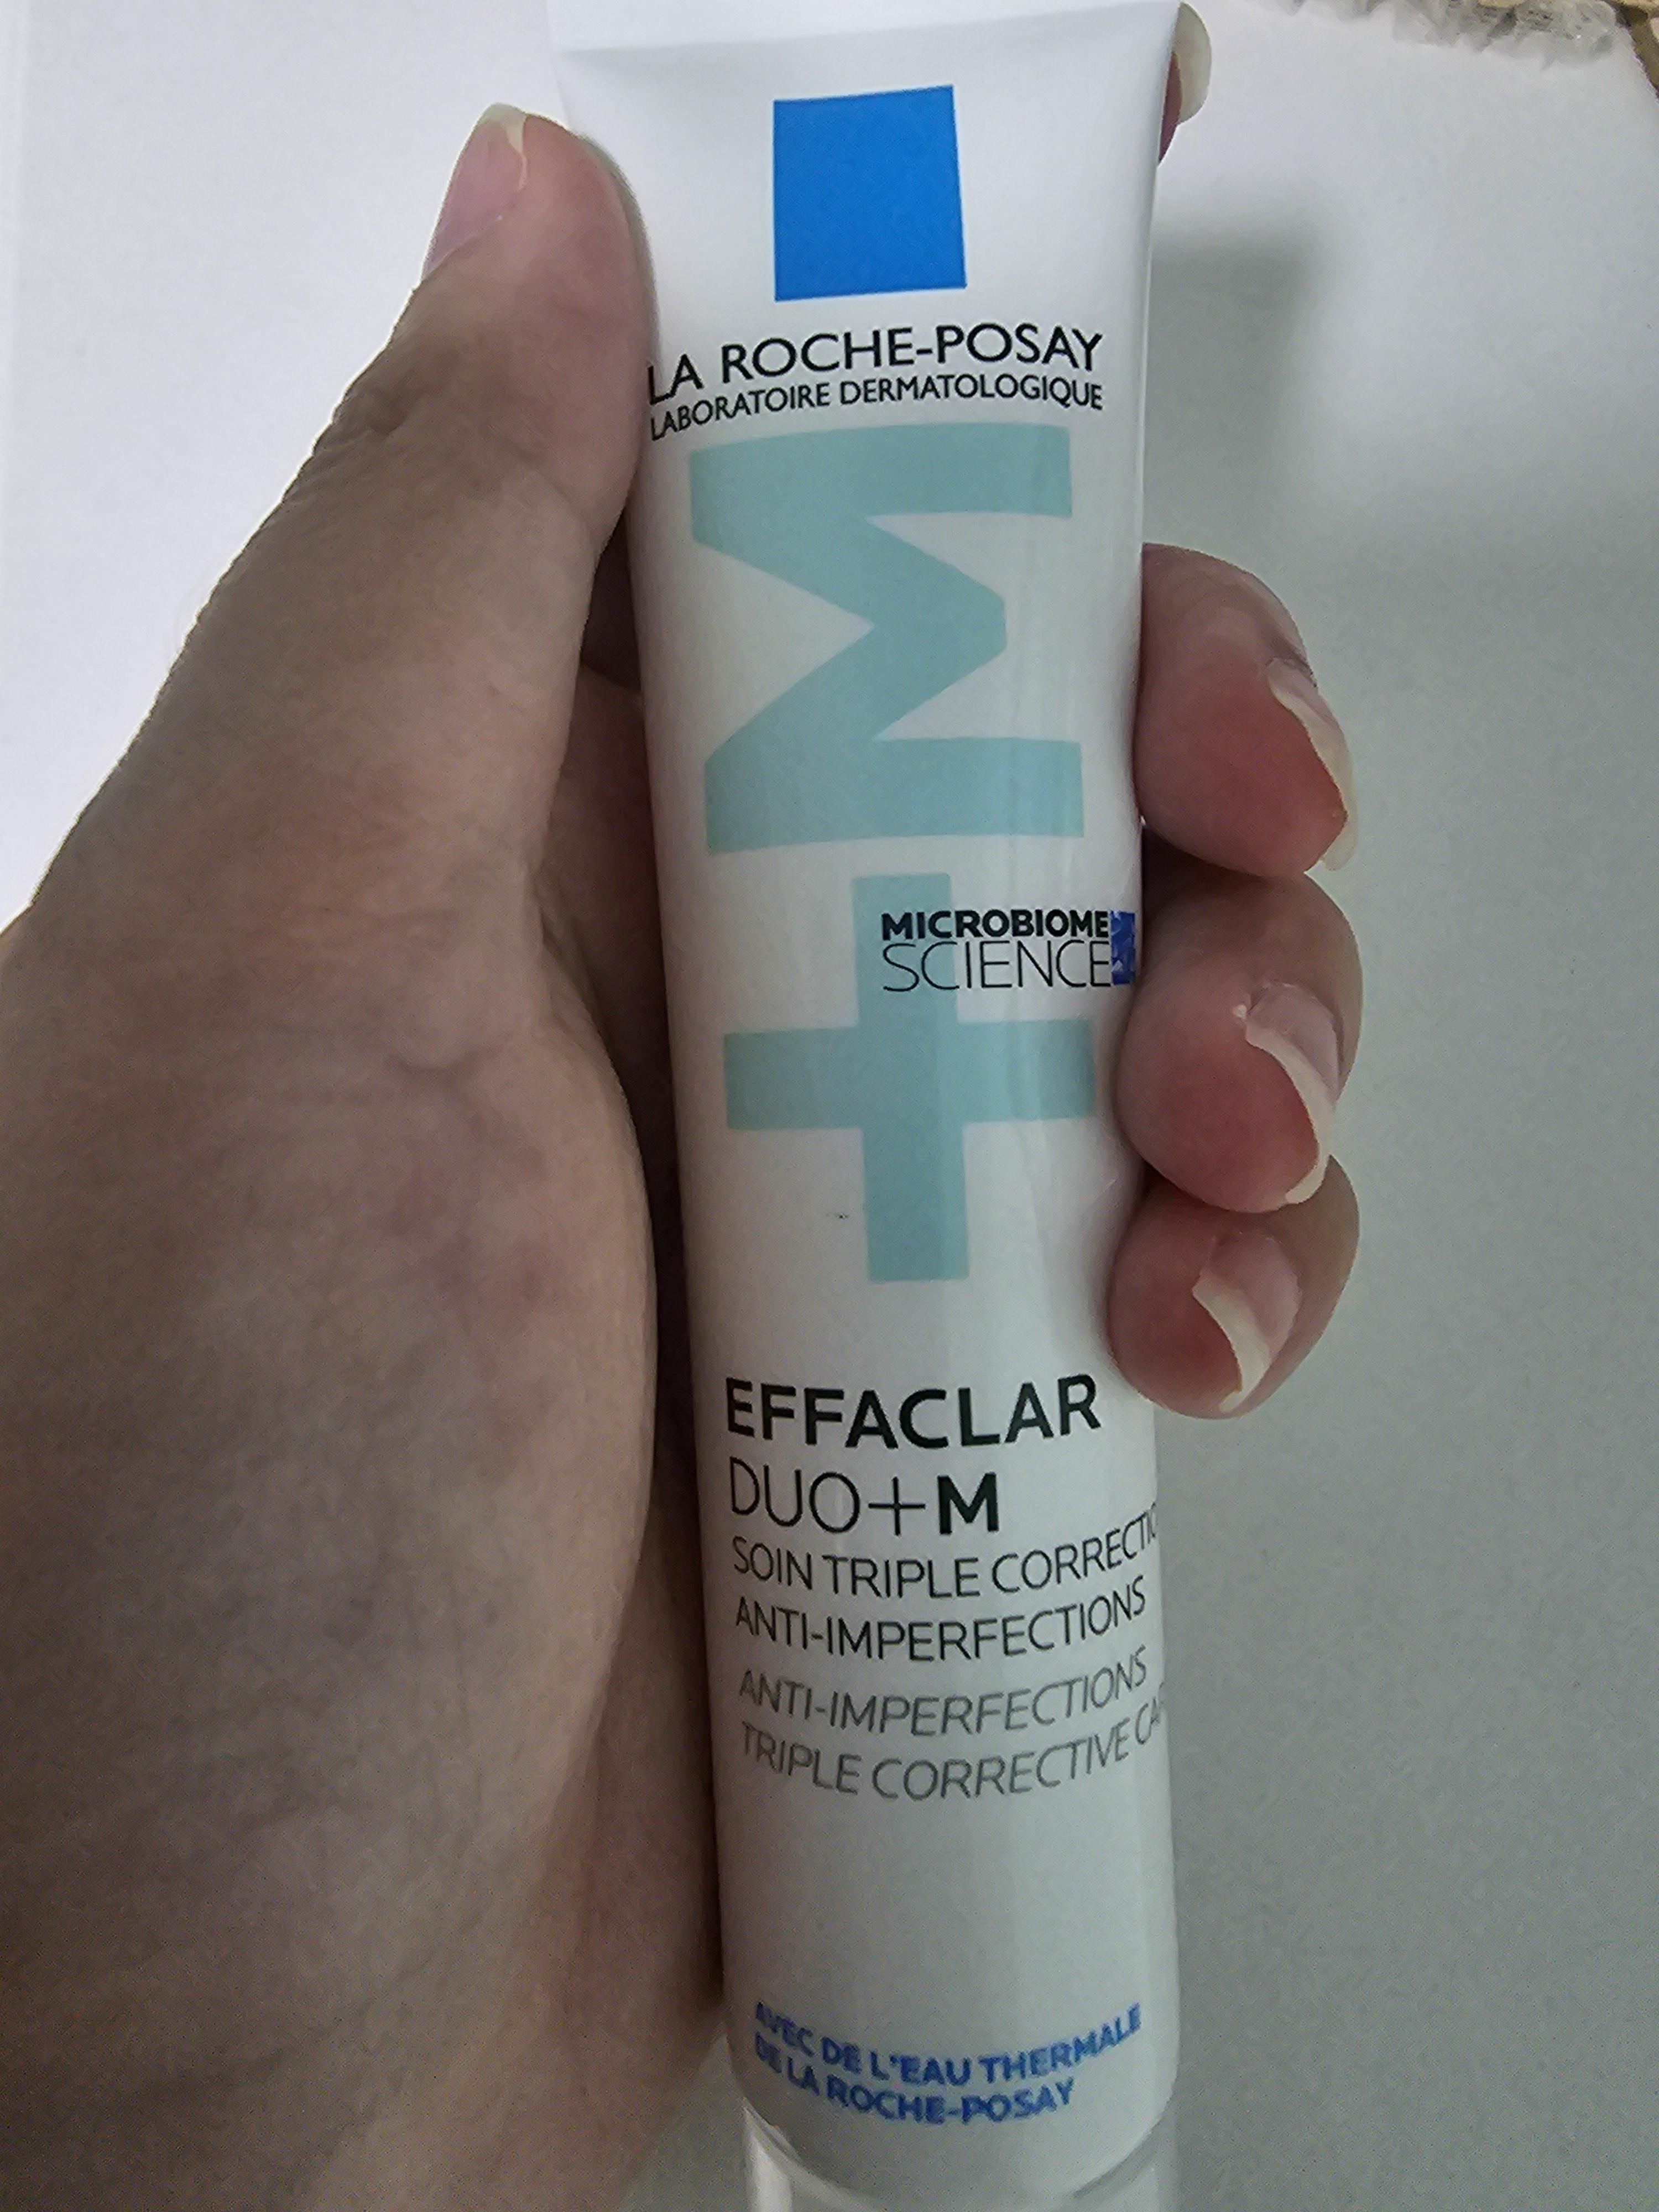 LA ROCHE-POSAY
LABORATOIRE DERMATOLOGIQUE
M+
MICROBIOME
SCIENCE
EFFACLAR
DUO+M
SOIN TRIPLE
ANTI-IMPERFECTIONS
ANTI-IMPERFECTIONS
TRIPLE CORRECTIVE
AVEC DE L'EAU THERMALE
DE LA ROCHE-POSAY